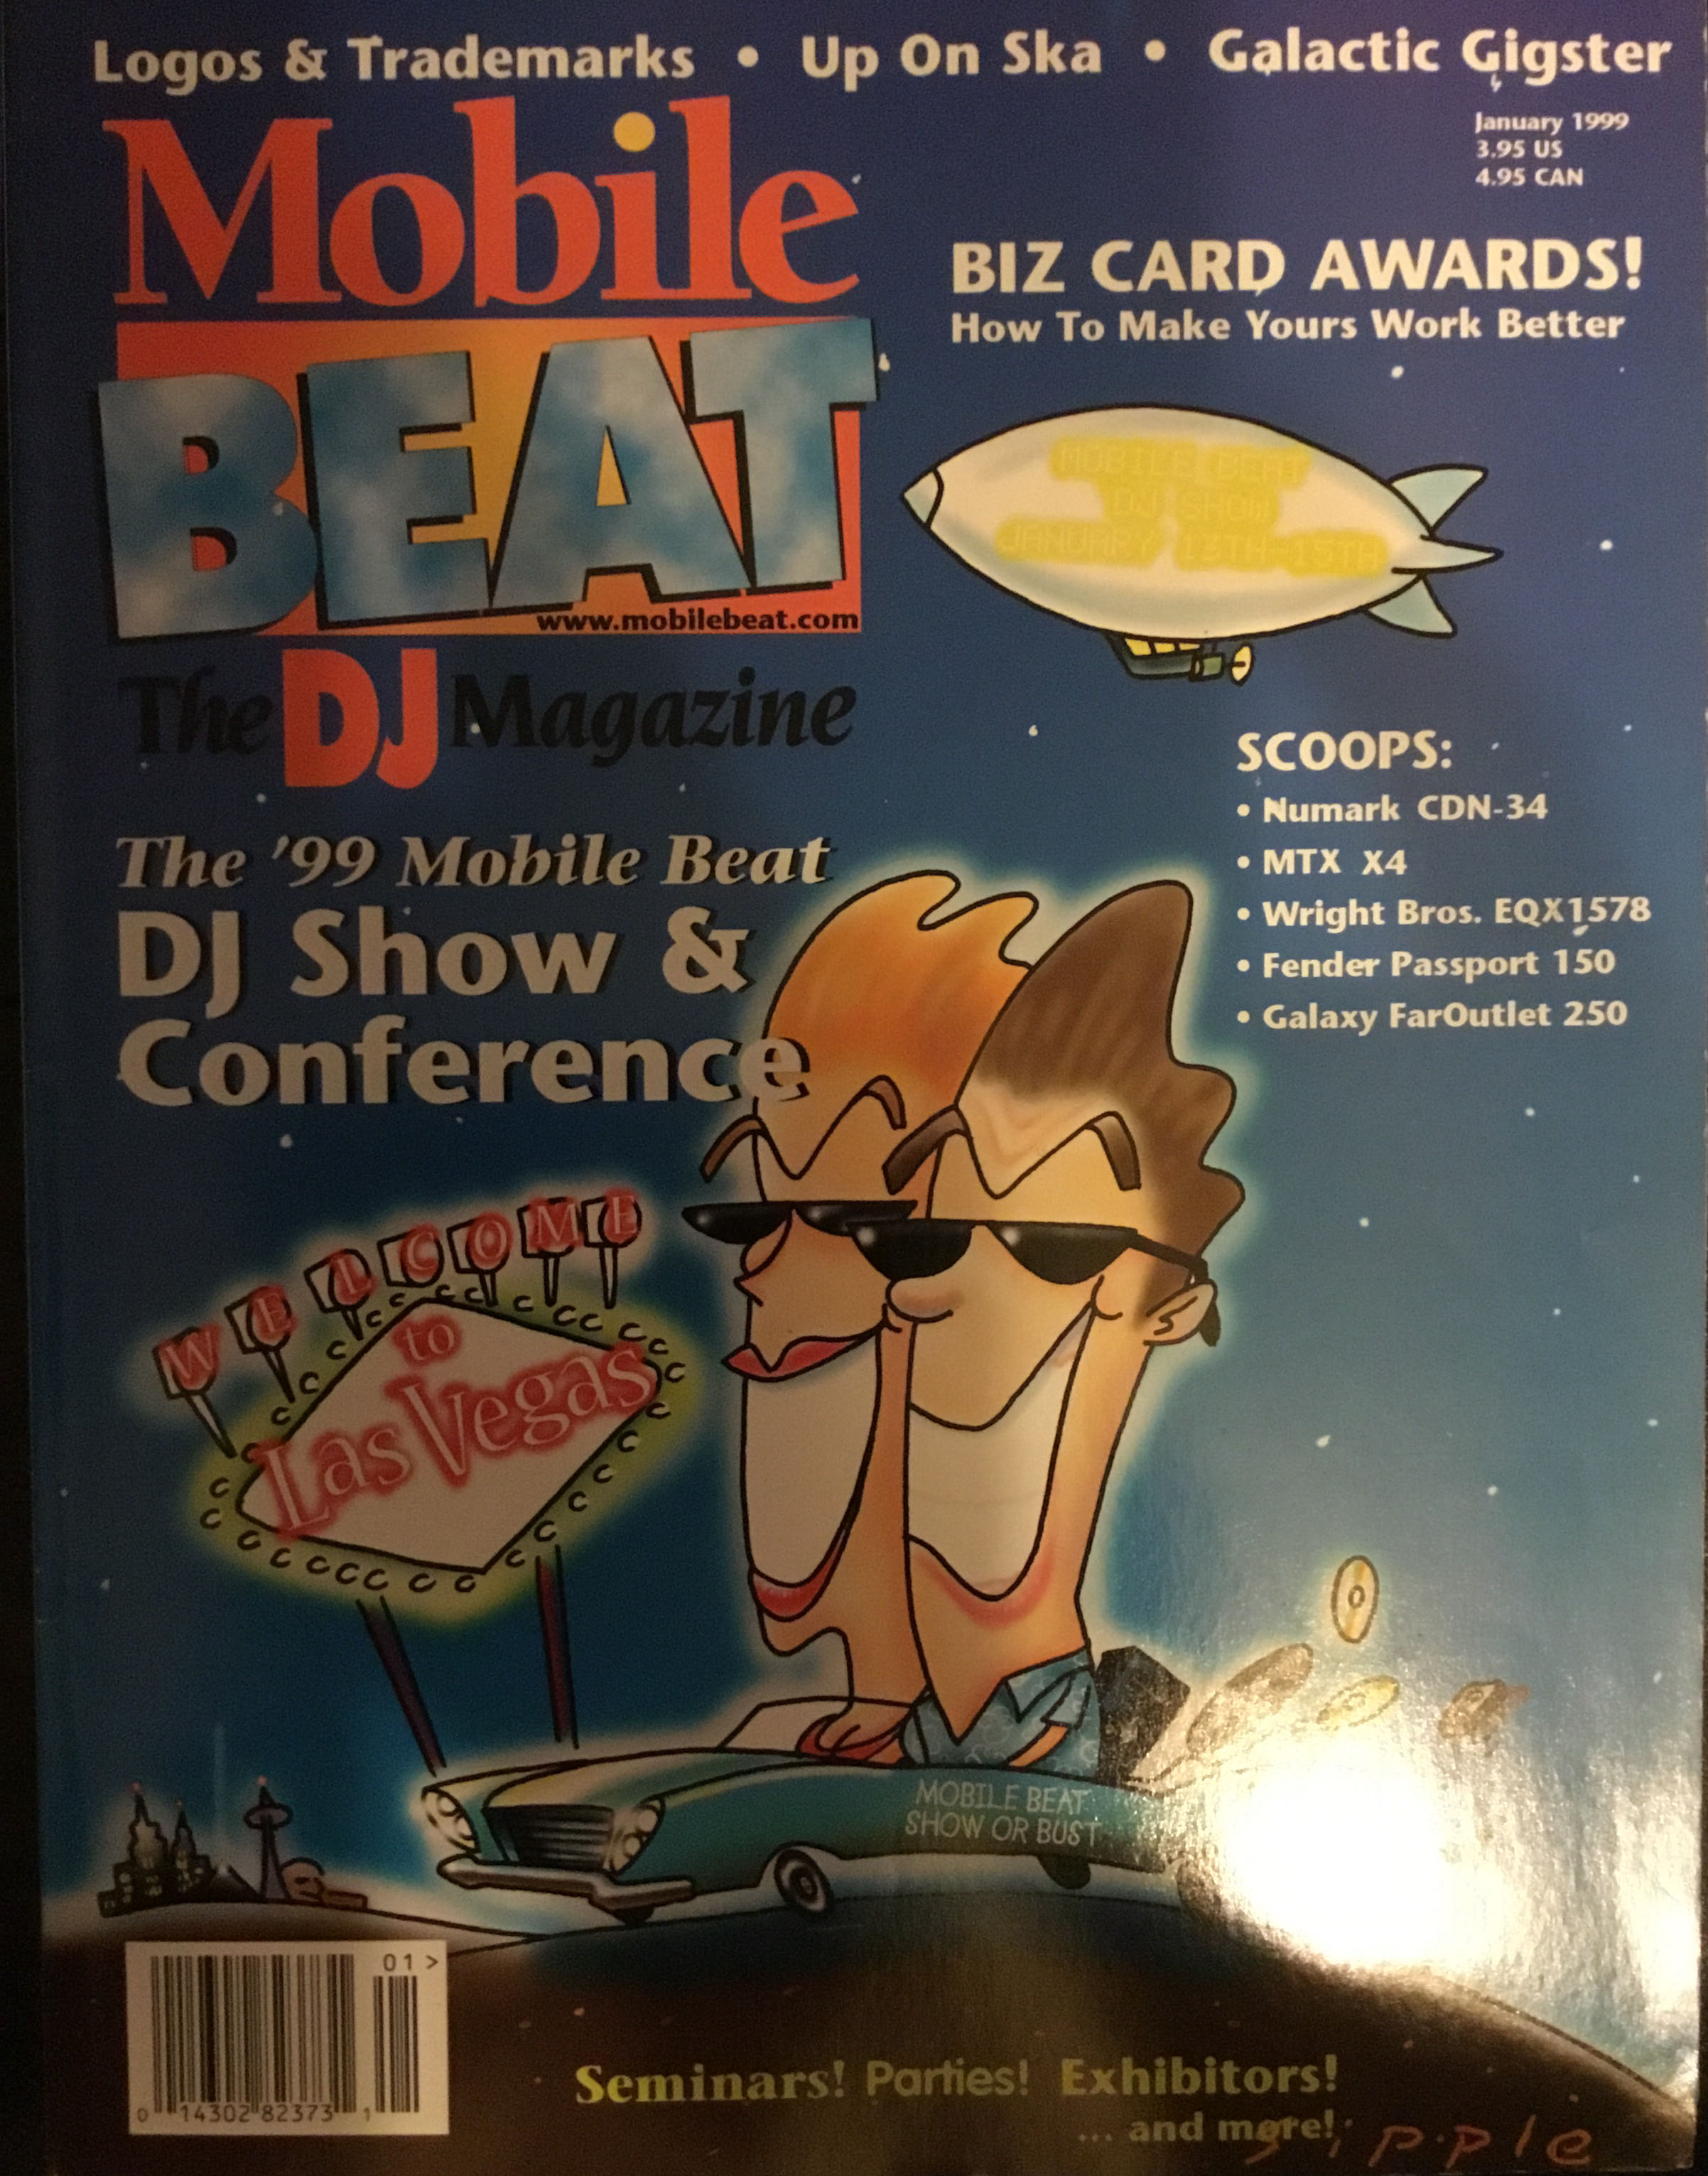 Logos & Trademarks • Up On Ska • Galactic Gigster
January 1999
3.95 US
4.95 CAN
Mobile
BEAT
www.mobilebeat.com
The DJ Magazine
BIZ CARD AWARDS!
How To Make Yours Work Better
MOBILE BEAT
DJ SHOW
JANUARY 13TH-15TH
SCOOPS:
• Numark CDN-34
• MTX X4
• Wright Bros. EQX1578
• Fender Passport 150
• Galaxy FarOutlet 250
The '99 Mobile Beat
DJ Show &
Conference
WELCOME
to
Las Vegas
MOBILE BEAT
SHOW OR BUST
01 >
0 14302 82373 1
Seminars! Parties! Exhibitors!
... and more!